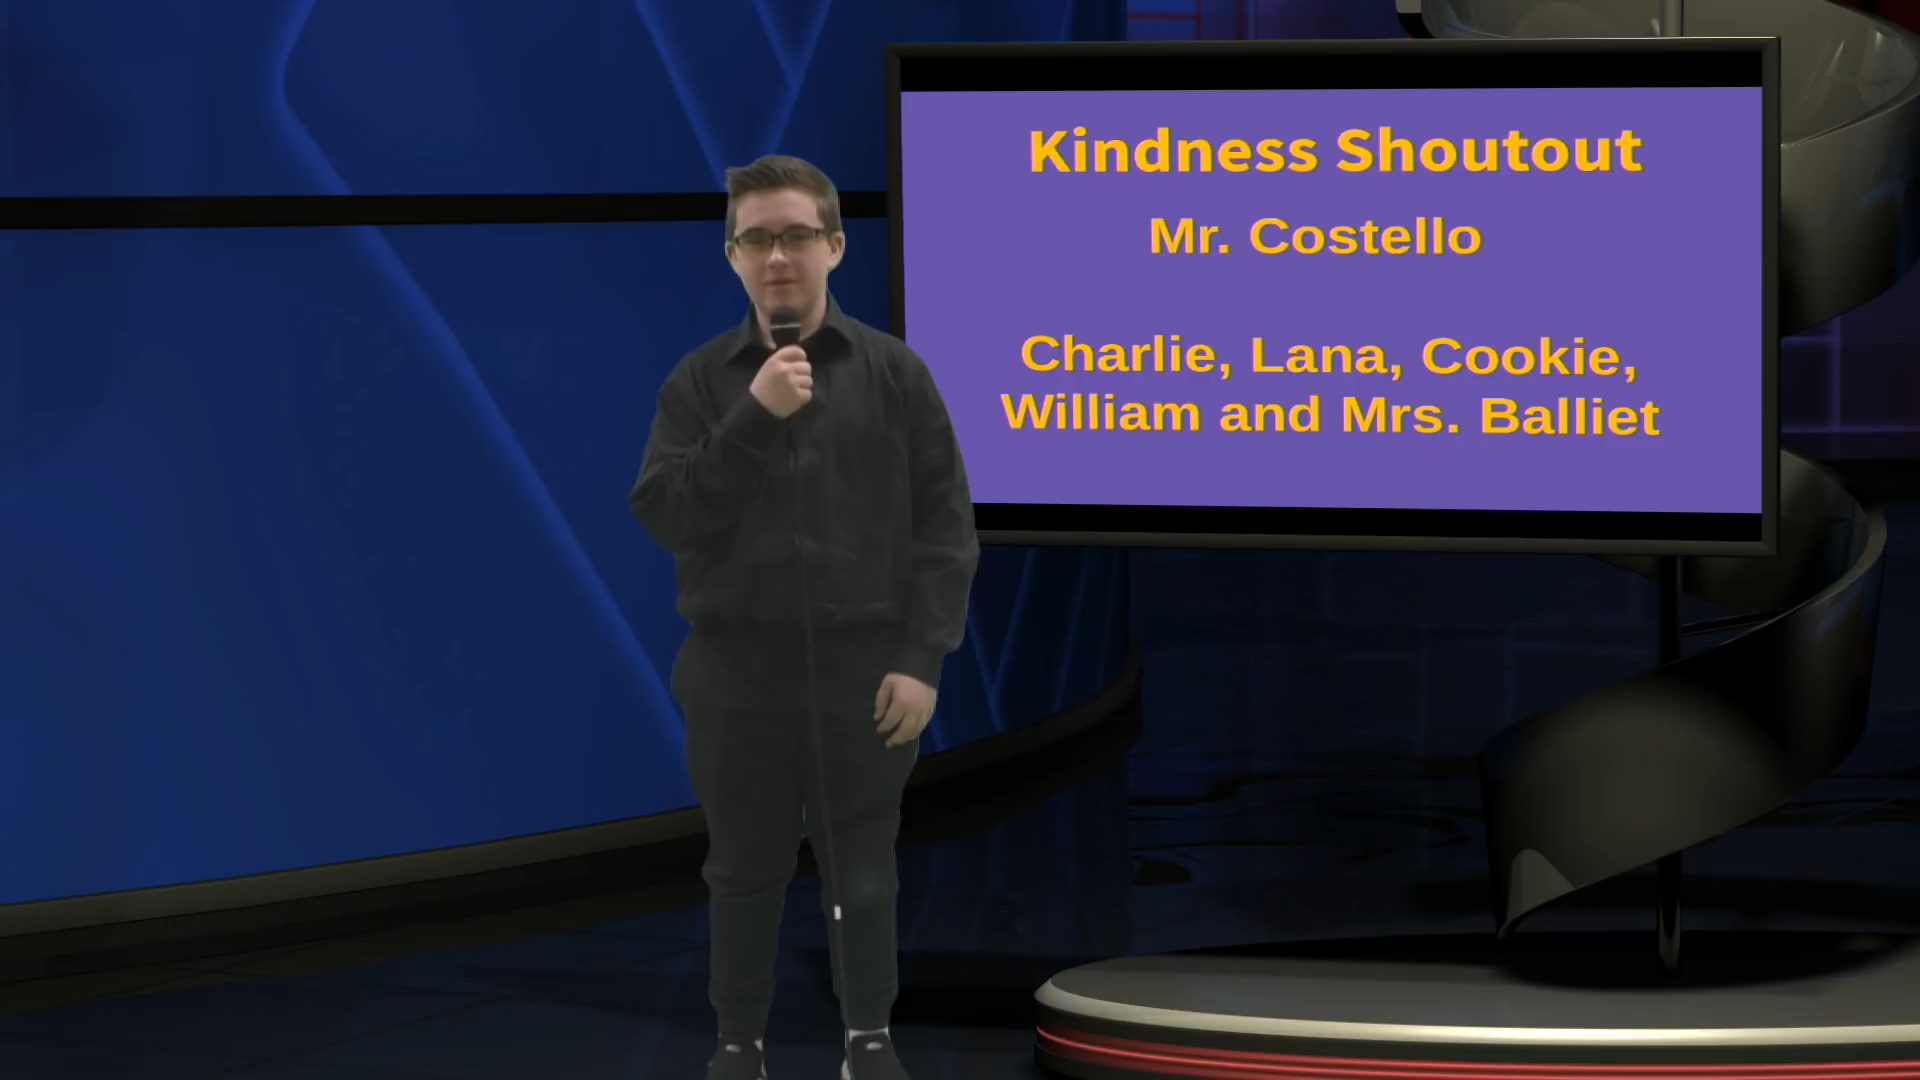 Kindness Shoutout
Mr. Costello
Charlie, Lana, Cookie,
William and Mrs. Balliet